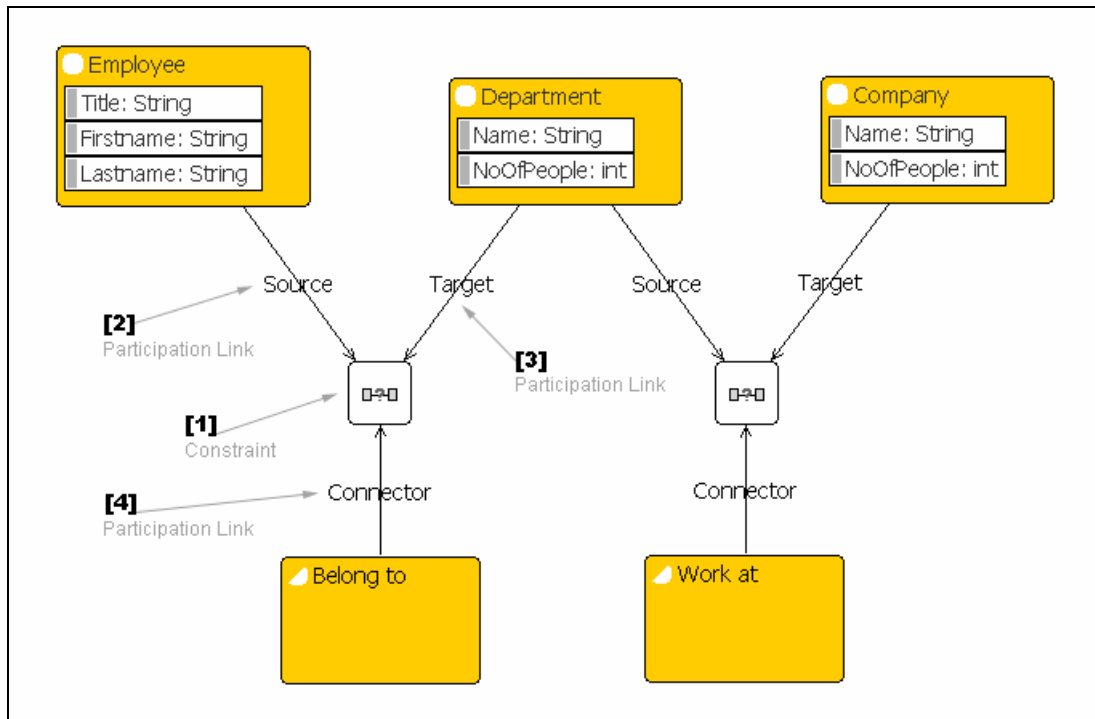 Employee
Title: String
Firstname: String
Lastname: String
Department
Name: String
NoOfPeople: int
Company
Name: String
NoOfPeople: int
Source
Target
Source
Target
[2]
Participation Link
[3]
Participation Link
[1]
Constraint
[4]
Participation Link
Connector
Connector
Belong to
Work at